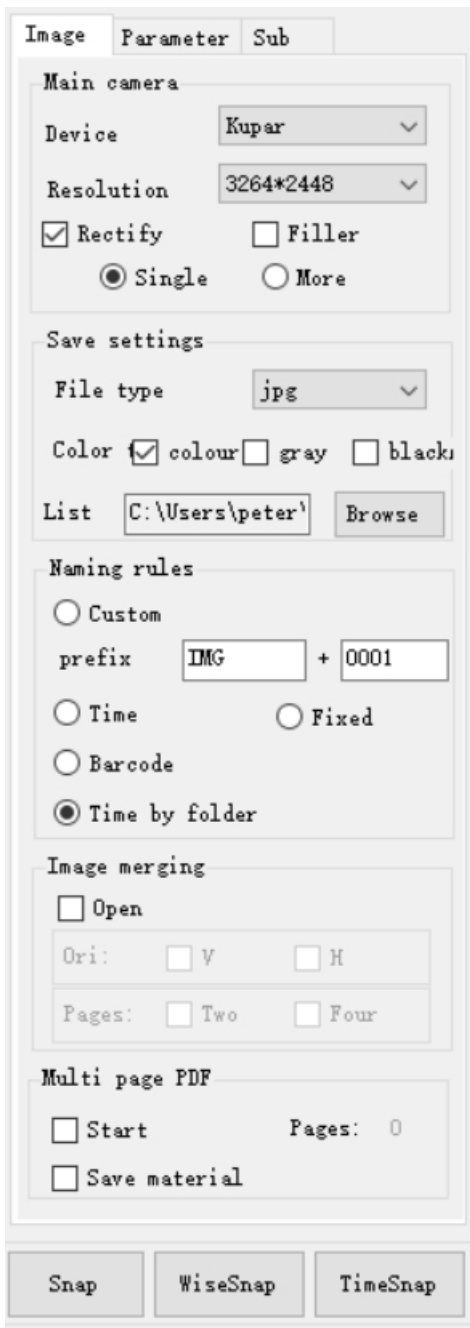 Image Parameter Sub
Main camera
Device Kupar
Resolution 3264*2448
Rectify Filler
Single More
Save settings
File type jpg
Color colour gray black
List C:\Users\peter\ Browse
Naming rules
Custom
prefix IMG + 0001
Time Fixed
Barcode
Time by folder
Image merging
Open
Ori: V H
Pages: Two Four
Multi page PDF
Start Pages: 0
Save material
Snap WiseSnap TimeSnap